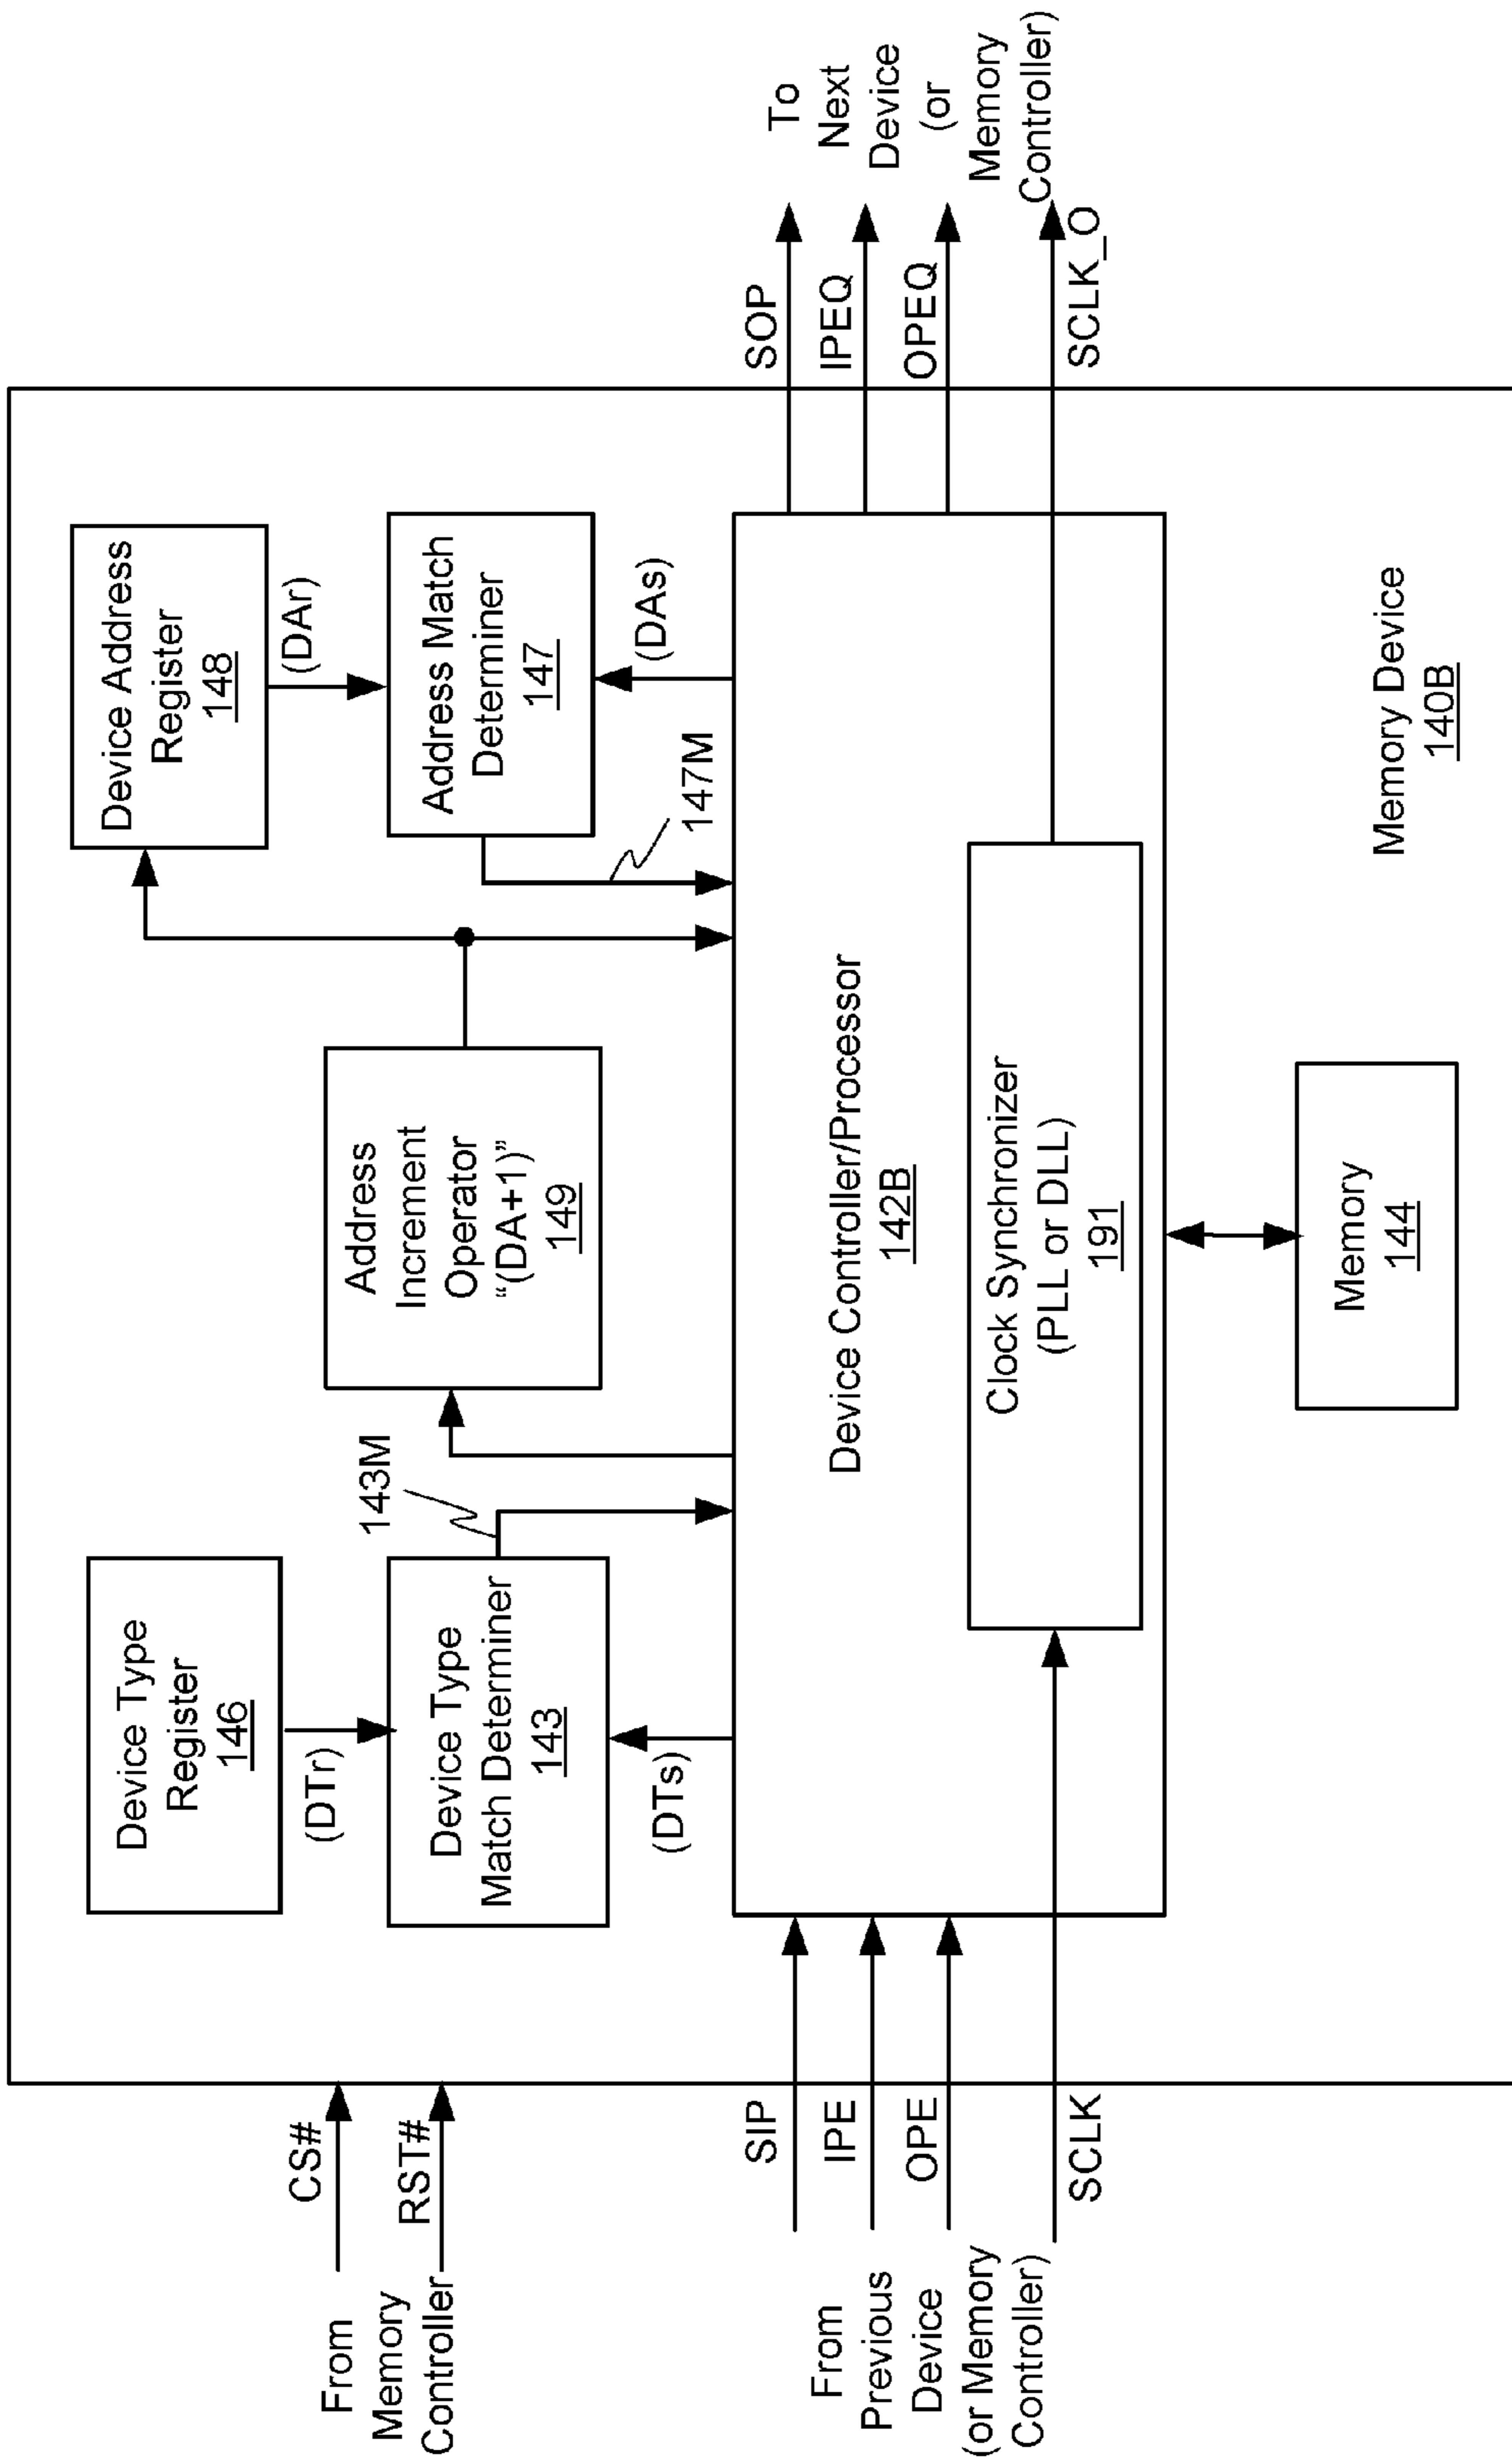 From
Memory
Controller
CS#
RST#
From
Previous
Device
(or Memory
Controller)
SIP
IPE
OPE
SCLK
Device Type
Register
146
(DTr)
Device Type
Match Determiner
143
(DTs)
143M
Address
Increment
Operator
“(DA+1)”
149
Device Address
Register
148
(DAr)
Address Match
Determiner
147
(DAs)
147M
Device Controller/Processor
142B
Clock Synchronizer
(PLL or DLL)
191
Memory
144
Memory Device
140B
SOP
IPEQ
OPEQ
SCLK_O
To
Next
Device
(or
Memory
Controller)